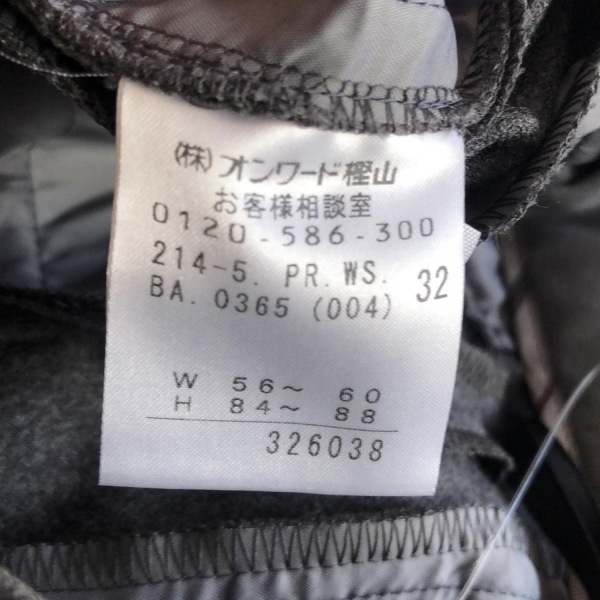 (株)オンワード樫山
お客様相談室
0120-586-300
214-5. PR.WS. 32
BA. 0365 (004)
W 56〜 60
H 84〜 88
326038